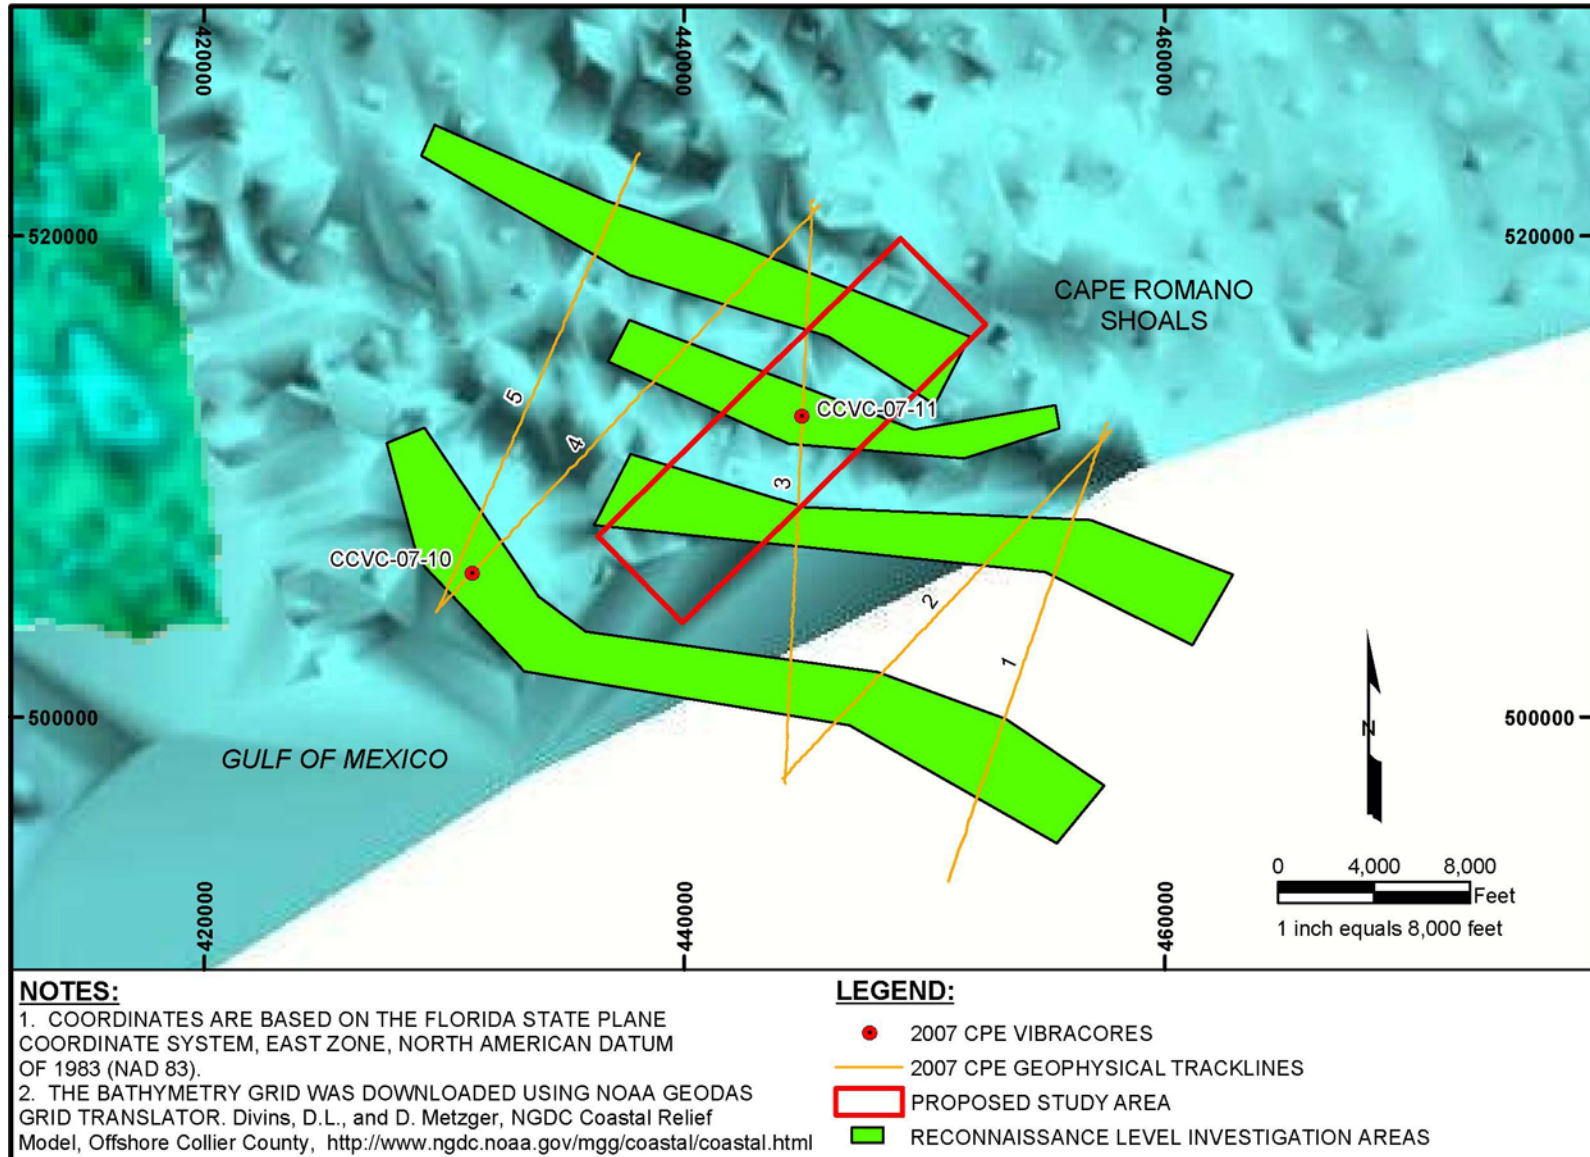 420000
440000
460000
520000
520000
CAPE ROMANO
SHOALS
5
4
CCVC-07-11
3
CCVC-07-10
2
1
N
500000
500000
GULF OF MEXICO
0 4,000 8,000
Feet
1 inch equals 8,000 feet
420000
440000
460000
NOTES:
1. COORDINATES ARE BASED ON THE FLORIDA STATE PLANE
COORDINATE SYSTEM, EAST ZONE, NORTH AMERICAN DATUM
OF 1983 (NAD 83).
2. THE BATHYMETRY GRID WAS DOWNLOADED USING NOAA GEODAS
GRID TRANSLATOR. Divins, D.L., and D. Metzger, NGDC Coastal Relief
Model, Offshore Collier County, http://www.ngdc.noaa.gov/mgg/coastal/coastal.html
LEGEND:
2007 CPE VIBRACORES
2007 CPE GEOPHYSICAL TRACKLINES
PROPOSED STUDY AREA
RECONNAISSANCE LEVEL INVESTIGATION AREAS